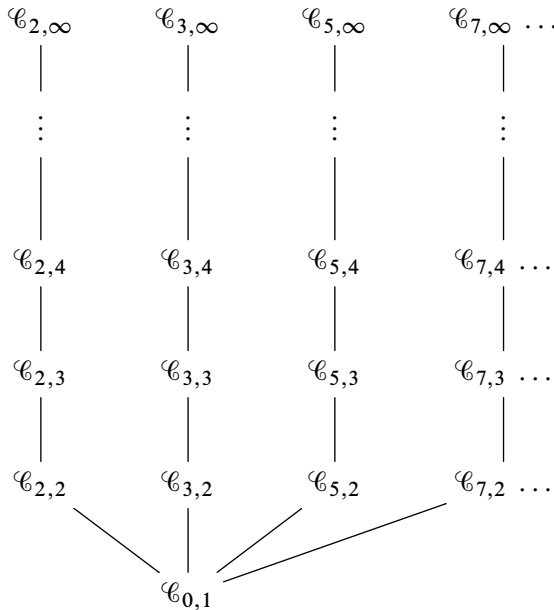 𝒞2,∞ 𝒞3,∞ 𝒞5,∞ 𝒞7,∞ ⋯
⋮ ⋮ ⋮ ⋮
𝒞2,4 𝒞3,4 𝒞5,4 𝒞7,4 ⋯
𝒞2,3 𝒞3,3 𝒞5,3 𝒞7,3 ⋯
𝒞2,2 𝒞3,2 𝒞5,2 𝒞7,2 ⋯
𝒞0,1